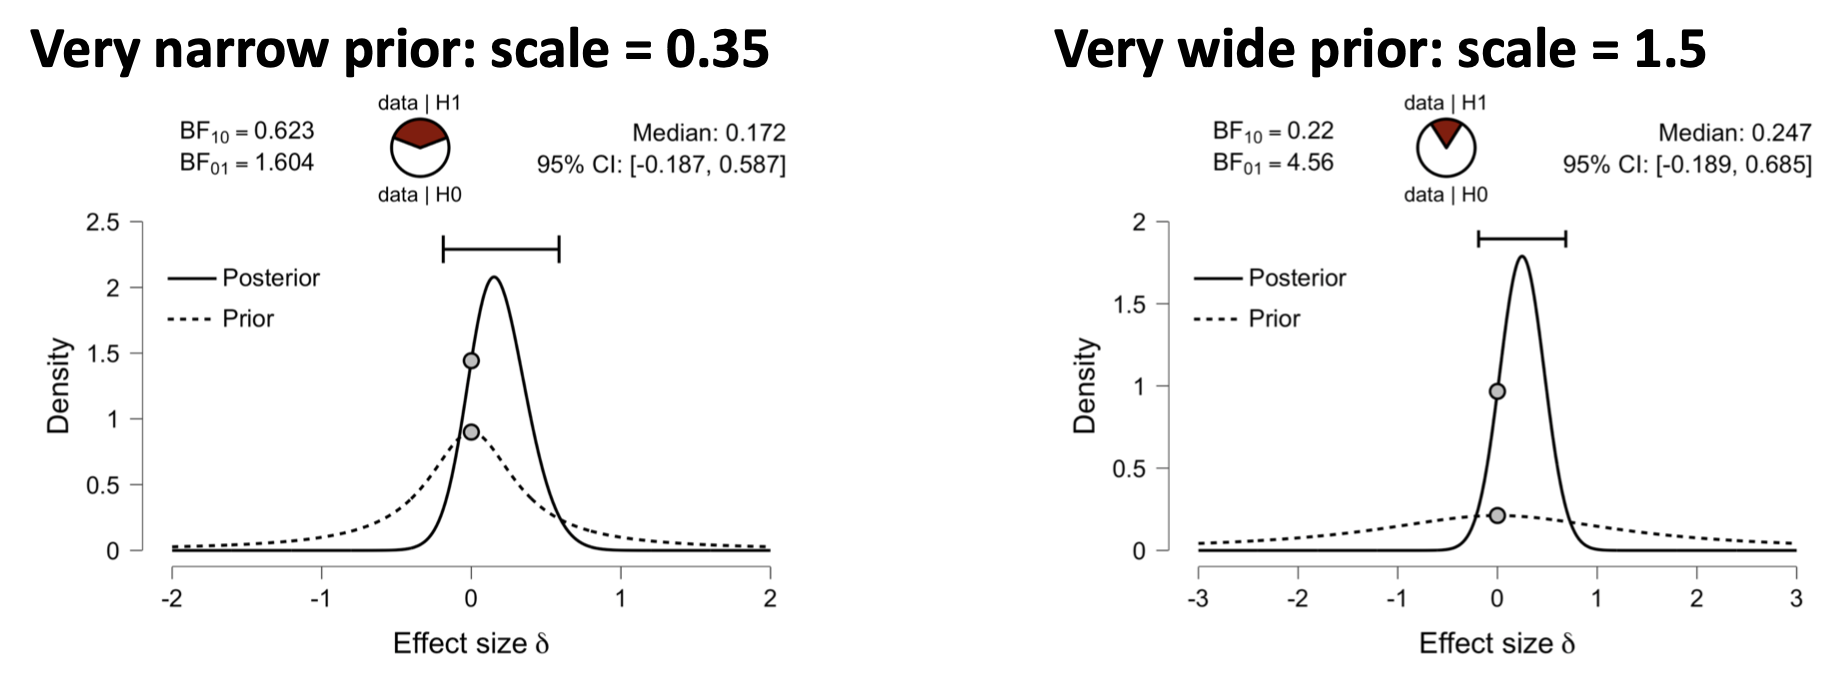 Very narrow prior: scale = 0.35
data | H1
BF10 = 0.623
BF01 = 1.604
Median: 0.172
95% CI: [-0.187, 0.587]
data | H0
2.5
2
1.5
1
0.5
0
Density
Posterior
Prior
-2
-1
0
1
2
Effect size δ
Very wide prior: scale = 1.5
data | H1
BF10 = 0.22
BF01 = 4.56
Median: 0.247
95% CI: [-0.189, 0.685]
data | H0
2
1.5
1
0.5
0
Density
Posterior
Prior
-3
-2
-1
0
1
2
3
Effect size δ